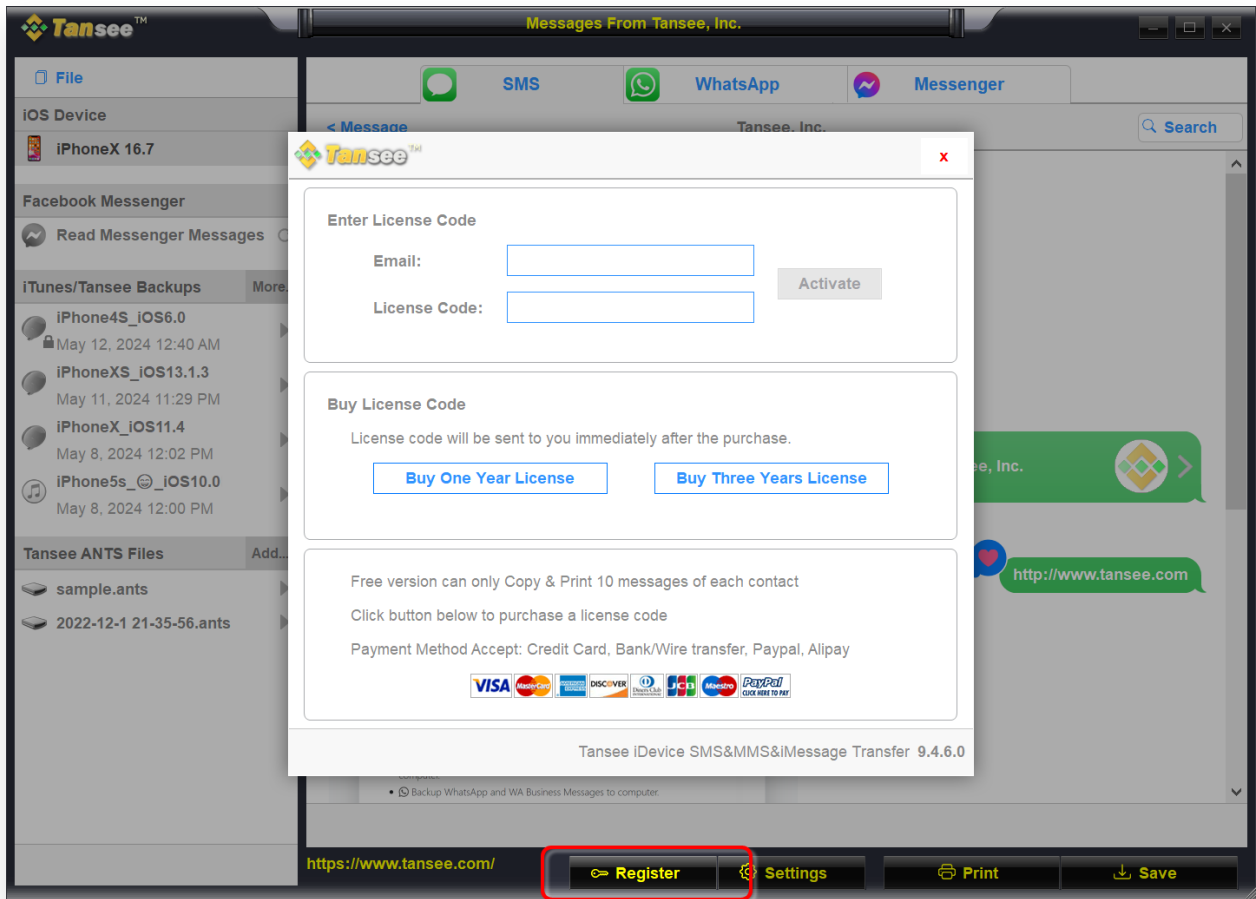 Tansee™
Messages From Tansee, Inc.
File
SMS
WhatsApp
Messenger
iOS Device
< Message
Tansee, Inc.
Search
iPhoneX 16.7
Tansee™
x
Facebook Messenger
Read Messenger Messages
iTunes/Tansee Backups
More.
iPhone4S_iOS6.0
May 12, 2024 12:40 AM
iPhoneXS_iOS13.1.3
May 11, 2024 11:29 PM
iPhoneX_iOS11.4
May 8, 2024 12:02 PM
iPhone5s_😁_iOS10.0
May 8, 2024 12:00 PM
Tansee ANTS Files
Add...
sample.ants
2022-12-1 21-35-56.ants
Enter License Code
Email:
License Code:
Activate
Buy License Code
License code will be sent to you immediately after the purchase.
Buy One Year License
Buy Three Years License
Free version can only Copy & Print 10 messages of each contact
Click button below to purchase a license code
Payment Method Accept: Credit Card, Bank/Wire transfer, Paypal, Alipay
VISA MasterCard DISCOVER Diners Club JCB Maestro PayPal
CLICK HERE TO PAY
Tansee iDevice SMS&MMS&iMessage Transfer 9.4.6.0
ee, Inc.
http://www.tansee.com
computer.
• Backup WhatsApp and WA Business Messages to computer.
https://www.tansee.com/
Register
Settings
Print
Save